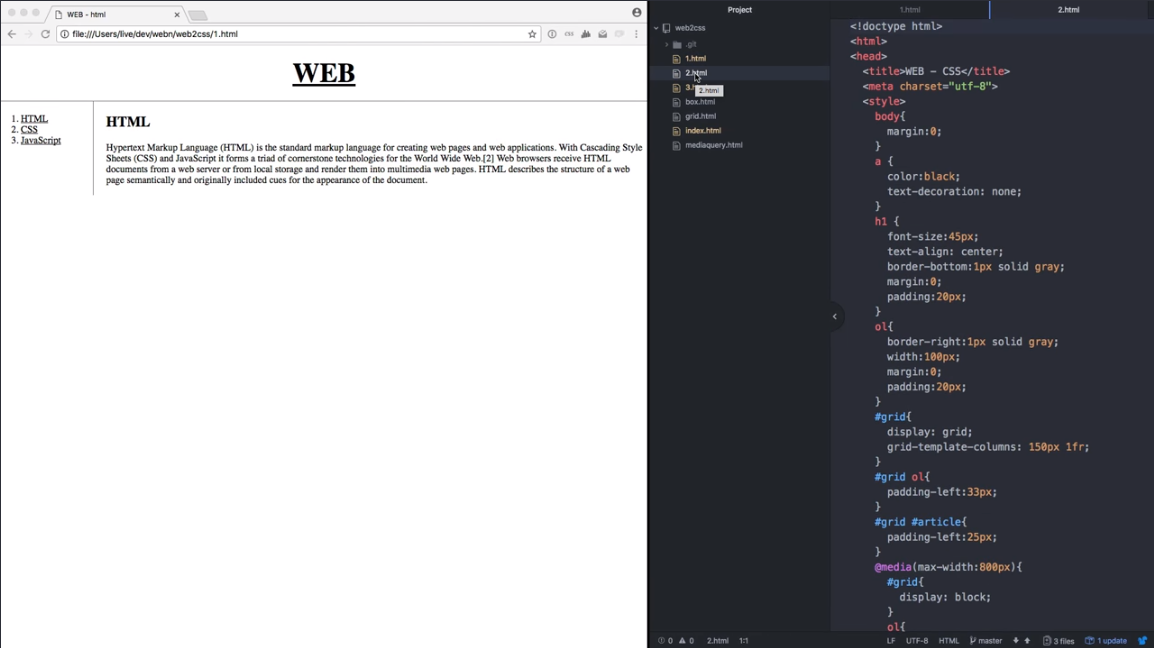 WEB - html
file:///Users/live/dev/webn/web2css/1.html
WEB
1. HTML
2. CSS
3. JavaScript
HTML
Hypertext Markup Language (HTML) is the standard markup language for creating web pages and web applications. With Cascading Style
Sheets (CSS) and JavaScript it forms a triad of cornerstone technologies for the World Wide Web.[2] Web browsers receive HTML
documents from a web server or from local storage and render them into multimedia web pages. HTML describes the structure of a web
page semantically and originally included cues for the appearance of the document.
Project
web2css
.git
1.html
2.html
2.html
box.html
grid.html
index.html
mediaquery.html
1.html
2.html
<!doctype html>
<html>
<head>
<title>WEB - CSS</title>
<meta charset="utf-8">
<style>
body{
margin:0;
}
a {
color:black;
text-decoration: none;
}
h1 {
font-size:45px;
text-align: center;
border-bottom:1px solid gray;
margin:0;
padding:20px;
}
ol{
border-right:1px solid gray;
width:100px;
margin:0;
padding:20px;
}
#grid{
display: grid;
grid-template-columns: 150px 1fr;
}
#grid ol{
padding-left:33px;
}
#grid #article{
padding-left:25px;
}
@media(max-width:800px){
#grid{
display: block;
}
ol{
0 0 2.html 1:1 LF UTF-8 HTML master 3 files 1 update